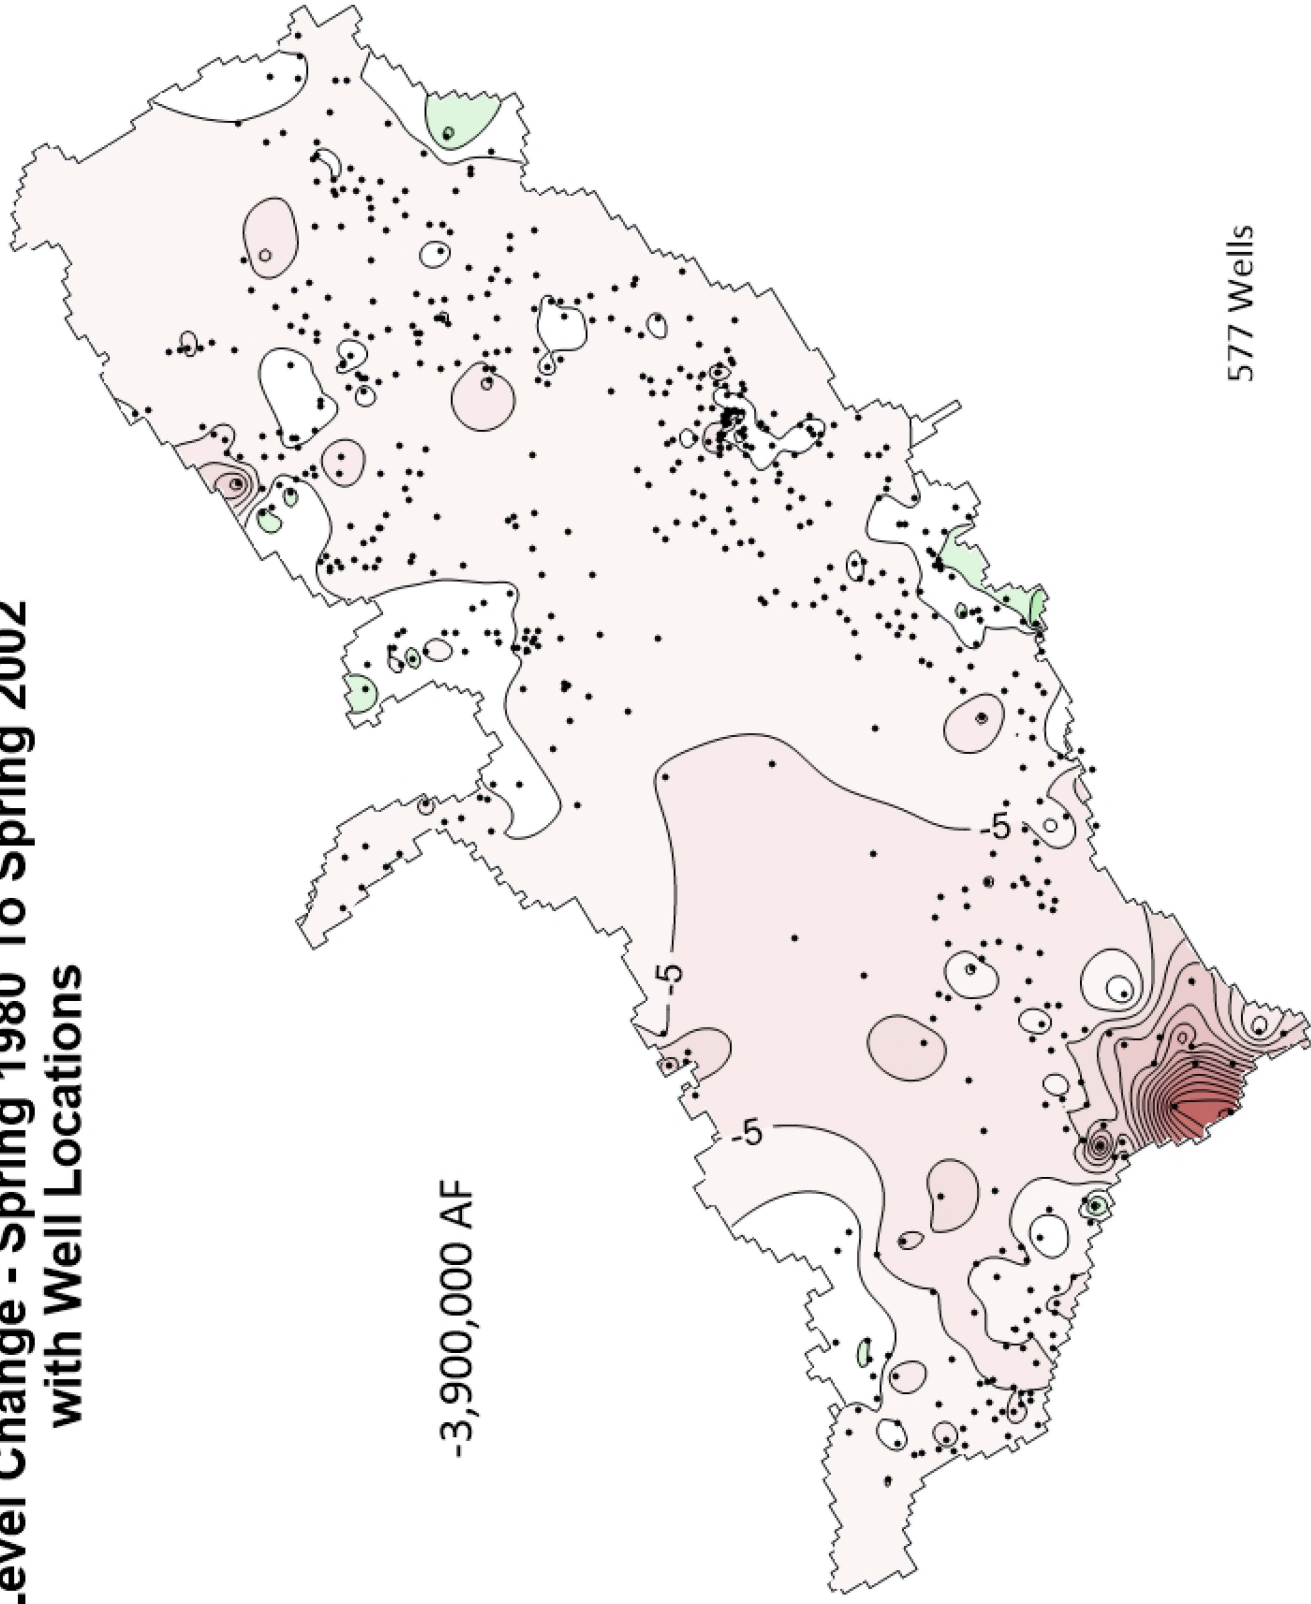 Level Change - Spring 1980 To Spring 2002
with Well Locations
-3,900,000 AF
577 Wells
-5
-5
-5